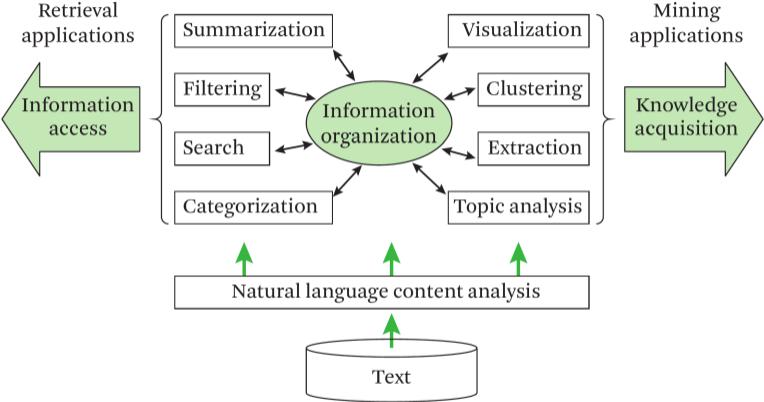 Retrieval
applications
Mining
applications
Summarization
Visualization
Filtering
Clustering
Information
access
Information
organization
Knowledge
acquisition
Search
Extraction
Categorization
Topic analysis
Natural language content analysis
Text